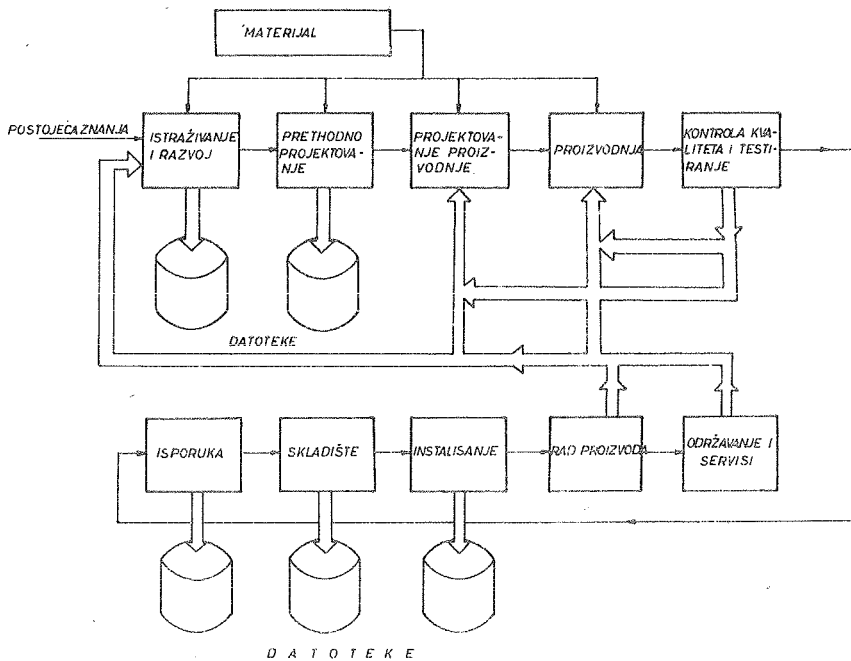 MATERIJAL
POSTOJEĆA ZNANJA
ISTRAŽIVANJE
I RAZVOJ
PRETHODNO
PROJEKTOVA-
NJE
PROJEKTOVA-
NJE PROIZ-
VODNJE
PROIZVODNJA
KONTROLA KVA-
LITETA I TESTI-
RANJE
DATOTEKE
ISPORUKA
SKLADIŠTE
INSTALISANJE
RAD PROIZVODA
ODRŽAVANJE I
SERVISI
D A T O T E K E